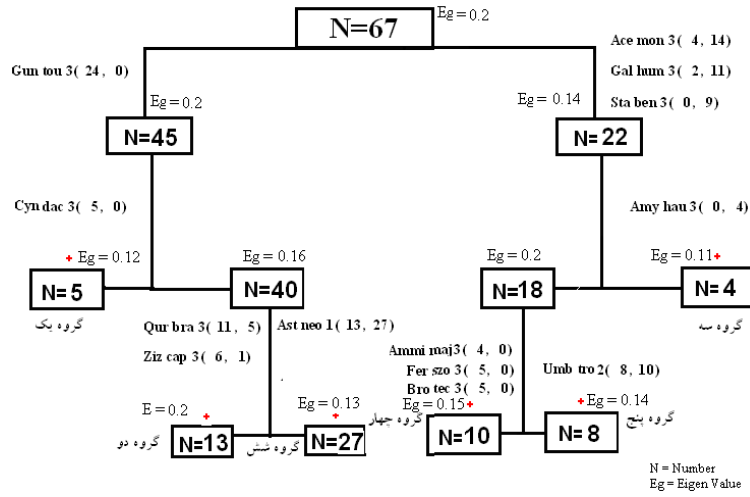 N=67
Eg = 0.2
Gun tou 3( 24, 0)
Ace mon 3( 4, 14)
Gal hum 3( 2, 11)
Sta ben 3( 0, 9)
Eg = 0.2
Eg = 0.14
N=45
N=22
Cyn dac 3( 5, 0)
Amy hau 3( 0, 4)
+ Eg = 0.12
Eg = 0.16
Eg = 0.2
Eg = 0.11 +
N= 5
N=40
N=18
N= 4
گروه یک
گروه سه
Qur bra 3( 11, 5)
Ast neo 1( 13, 27)
Ziz cap 3( 6, 1)
Ammi maj3( 4, 0)
Fer szo 3( 5, 0)
Bro tec 3( 5, 0)
Umb tro2( 8, 10)
E = 0.2 +
Eg = 0.13 +
Eg = 0.15 +
+ Eg = 0.14
گروه دو
N=13
گروه شش
N=27
گروه چهار
N=10
N= 8
گروه پنج
N = Number
Eg = Eigen Value